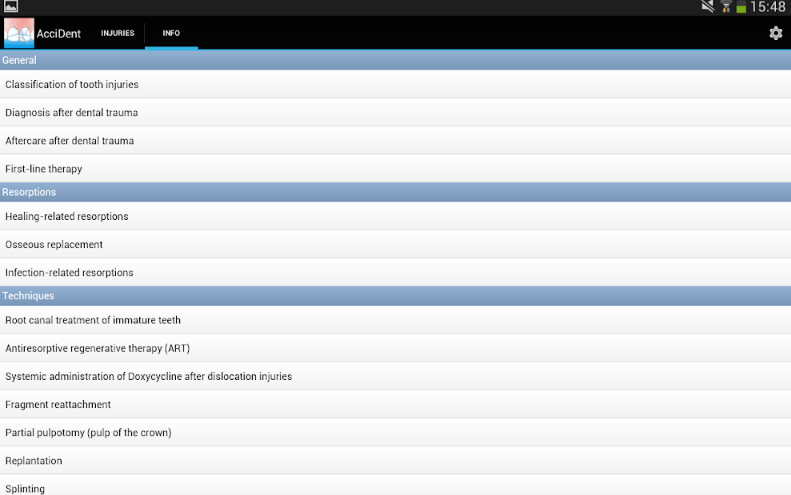 15:48
AcciDent
INJURIES
INFO
General
Classification of tooth injuries
Diagnosis after dental trauma
Aftercare after dental trauma
First-line therapy
Resorptions
Healing-related resorptions
Osseous replacement
Infection-related resorptions
Techniques
Root canal treatment of immature teeth
Antiresorptive regenerative therapy (ART)
Systemic administration of Doxycycline after dislocation injuries
Fragment reattachment
Partial pulpotomy (pulp of the crown)
Replantation
Splinting